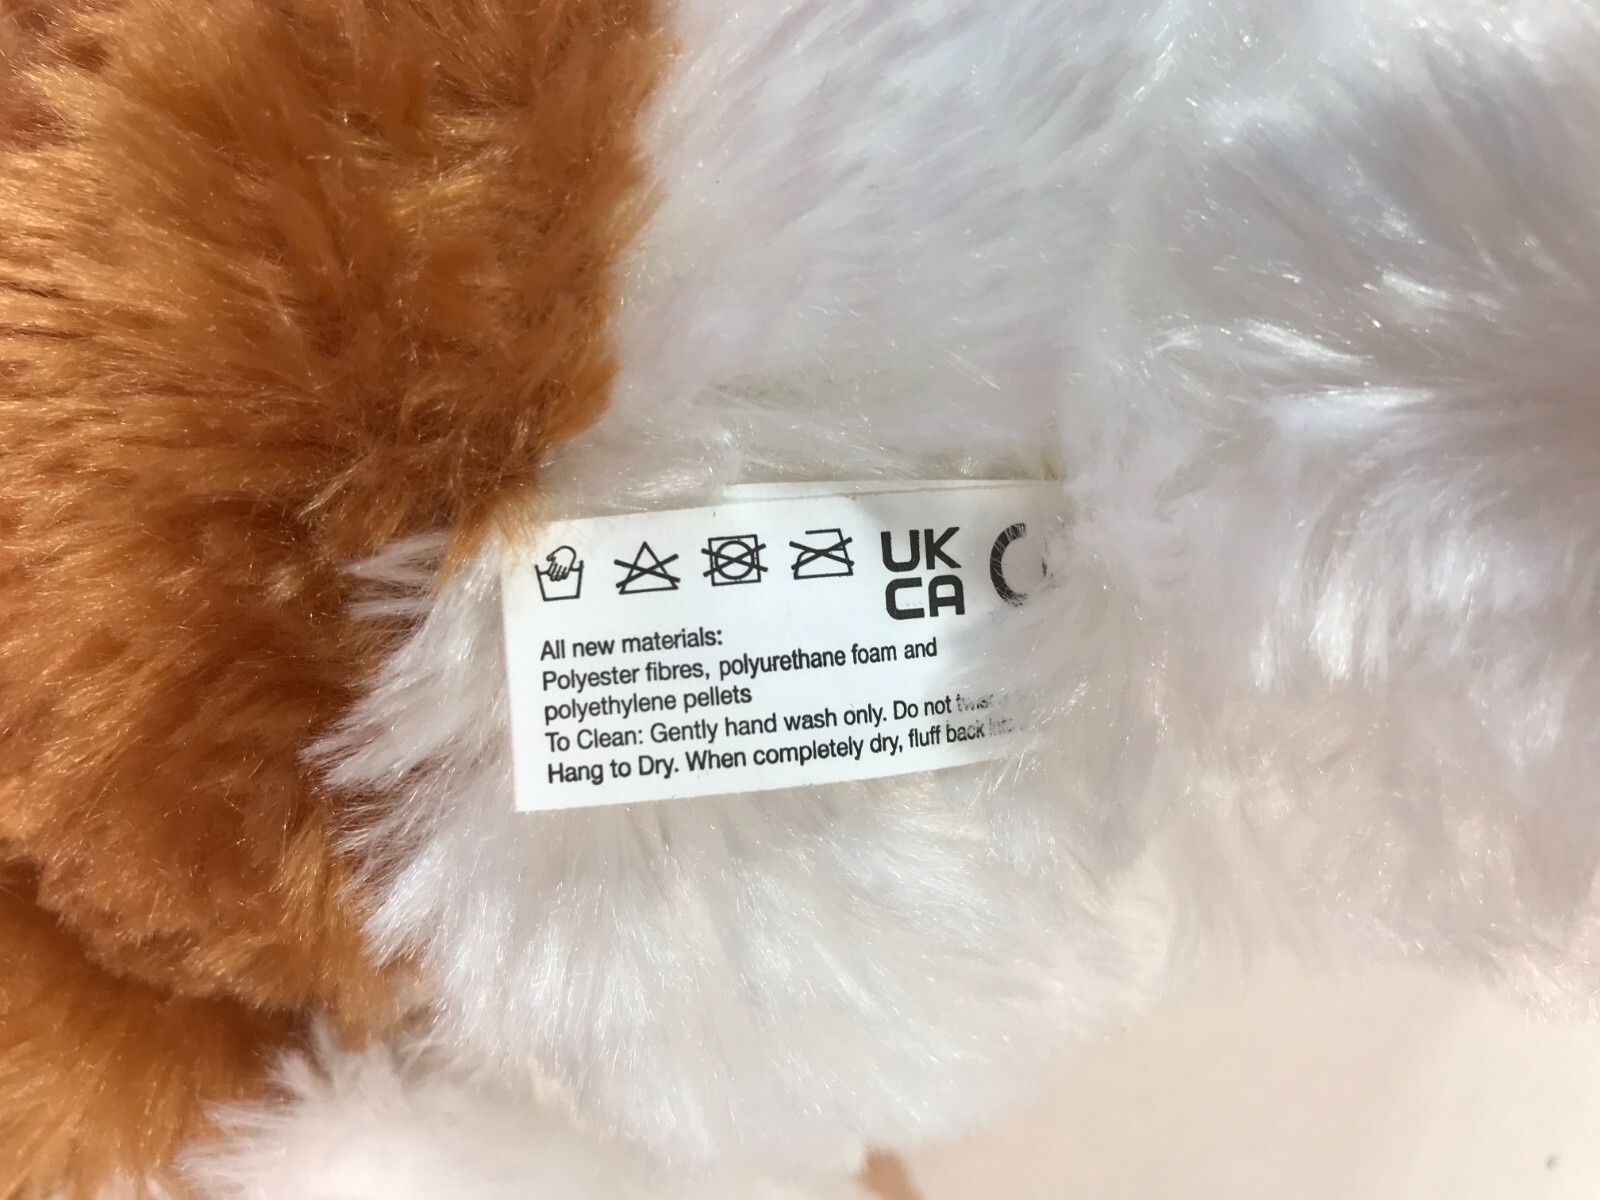 UK
CA
All new materials:
Polyester fibres, polyurethane foam and
polyethylene pellets
To Clean: Gently hand wash only. Do not
Hang to Dry. When completely dry, fluff back